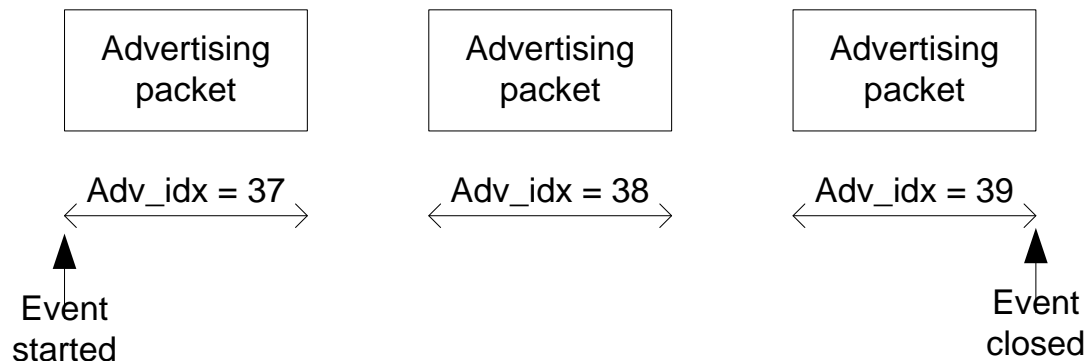 Advertising
packet
Advertising
packet
Advertising
packet
Adv_idx = 37
Adv_idx = 38
Adv_idx = 39
Event
started
Event
closed